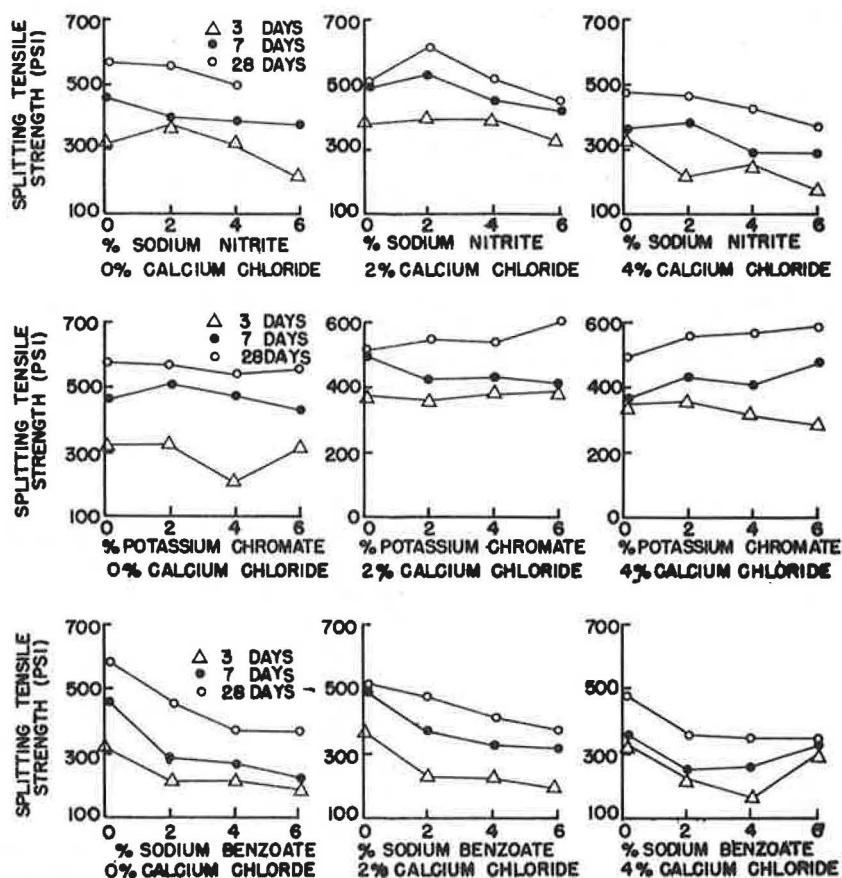 SPLITTING TENSILE
STRENGTH (PSI)
700
500
300
100
△ 3 DAYS
● 7 DAYS
○ 28 DAYS
0 2 4 6
% SODIUM NITRITE
0% CALCIUM CHLORIDE
700
500
300
100
0 2 4 6
% SODIUM NITRITE
2% CALCIUM CHLORIDE
700
500
300
100
0 2 4 6
% SODIUM NITRITE
4% CALCIUM CHLORIDE
SPLITTING TENSILE
STRENGTH (PSI)
700
500
300
100
△ 3 DAYS
● 7 DAYS
○ 28DAYS
0 2 4 6
% POTASSIUM CHROMATE
0% CALCIUM CHLORIDE
600
400
200
0
0 2 4 6
% POTASSIUM CHROMATE
2% CALCIUM CHLORIDE
600
400
200
0
0 2 4 6
% POTASSIUM CHROMATE
4% CALCIUM CHLORIDE
SPLITTING TENSILE
STRENGTH (PSI)
700
500
300
100
△ 3 DAYS
● 7 DAYS
○ 28 DAYS
0 2 4 6
% SODIUM BENZOATE
0% CALCIUM CHLORDE
700
500
300
100
0 2 4 6
% SODIUM BENZOATE
2% CALCIUM CHLORIDE
700
500
300
100
0 2 4 6
% SODIUM BENZOATE
4% CALCIUM CHLORIDE